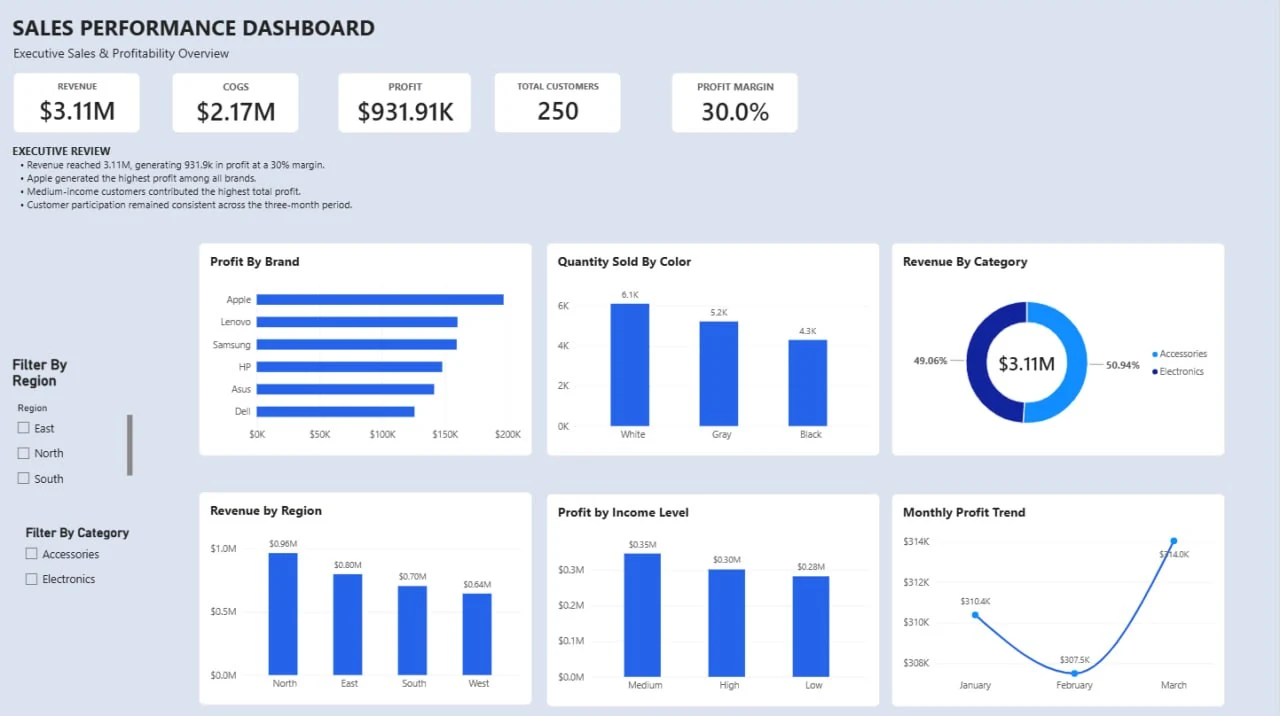 SALES PERFORMANCE DASHBOARD
Executive Sales & Profitability Overview
REVENUE
$3.11M
COGS
$2.17M
PROFIT
$931.91K
TOTAL CUSTOMERS
250
PROFIT MARGIN
30.0%
EXECUTIVE REVIEW
• Revenue reached 3.11M, generating 931.9k in profit at a 30% margin.
• Apple generated the highest profit among all brands.
• Medium-income customers contributed the highest total profit.
• Customer participation remained consistent across the three-month period.
Filter By
Region
Region
East
North
South
Filter By Category
Accessories
Electronics
Profit By Brand
Apple
Lenovo
Samsung
HP
Asus
Dell
$0K $50K $100K $150K $200K
Quantity Sold By Color
6K
4K
2K
0K
6.1K
5.2K
4.3K
White Gray Black
Revenue By Category
49.06%
$3.11M
50.94%
Accessories
Electronics
Revenue by Region
$1.0M
$0.5M
$0.0M
$0.96M
$0.80M
$0.70M
$0.64M
North East South West
Profit by Income Level
$0.3M
$0.2M
$0.1M
$0.0M
$0.35M
$0.30M
$0.28M
Medium High Low
Monthly Profit Trend
$314K
$312K
$310K
$308K
$310.4K
$307.5K
$314.0K
January February March